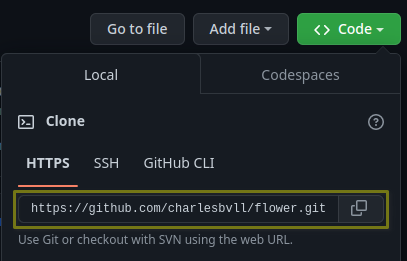 Go to file Add file <> Code
Local Codespaces
Clone
HTTPS SSH GitHub CLI
https://github.com/charlesbvll/flower.git
Use Git or checkout with SVN using the web URL.